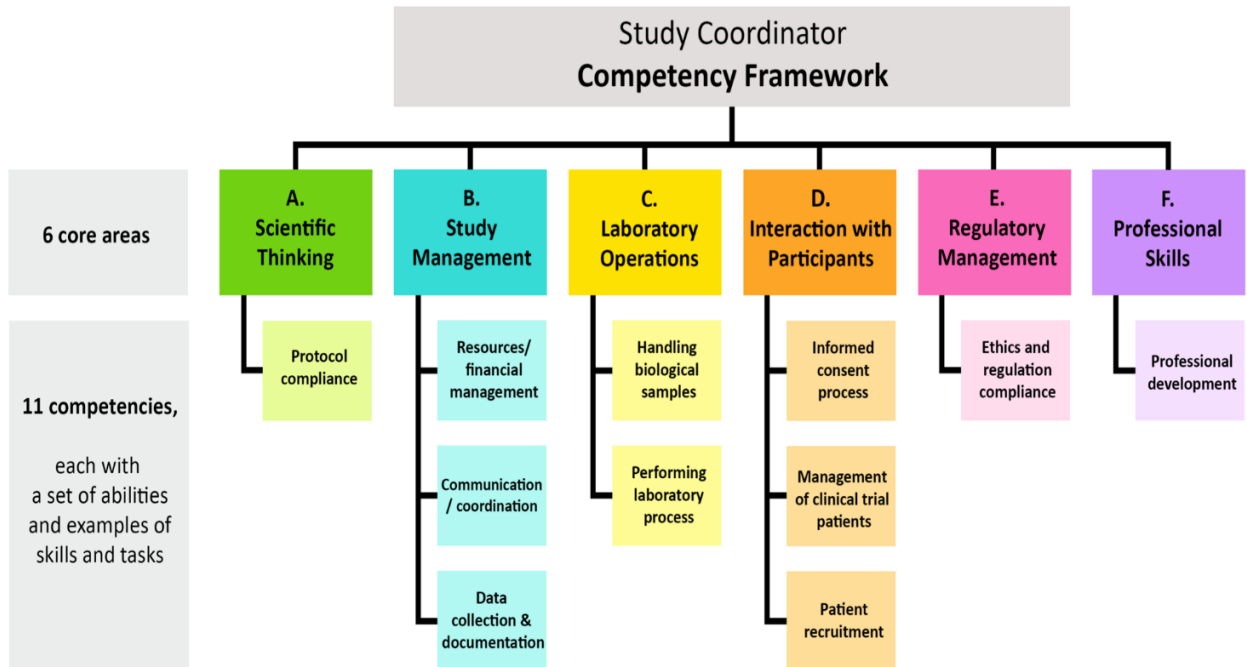 Study Coordinator
Competency Framework
6 core areas
A.
Scientific
Thinking
B.
Study
Management
C.
Laboratory
Operations
D.
Interaction with
Participants
E.
Regulatory
Management
F.
Professional
Skills
11 competencies,
each with
a set of abilities
and examples of
skills and tasks
Protocol
compliance
Resources/
financial
management
Communication
/ coordination
Data
collection &
documentation
Handling
biological
samples
Performing
laboratory
process
Informed
consent
process
Management
of clinical trial
patients
Patient
recruitment
Ethics and
regulation
compliance
Professional
development